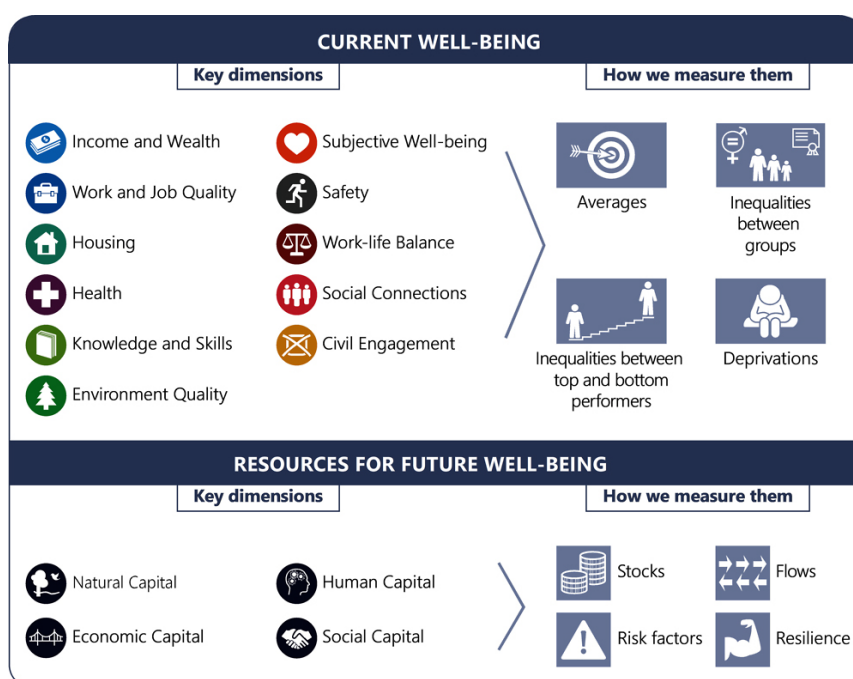 CURRENT WELL-BEING
Key dimensions
How we measure them
Income and Wealth
Work and Job Quality
Housing
Health
Knowledge and Skills
Environment Quality
Subjective Well-being
Safety
Work-life Balance
Social Connections
Civil Engagement
Averages
Inequalities
between
groups
Inequalities between
top and bottom
performers
Deprivations
RESOURCES FOR FUTURE WELL-BEING
Key dimensions
How we measure them
Natural Capital
Human Capital
Economic Capital
Social Capital
Stocks
Flows
Risk factors
Resilience